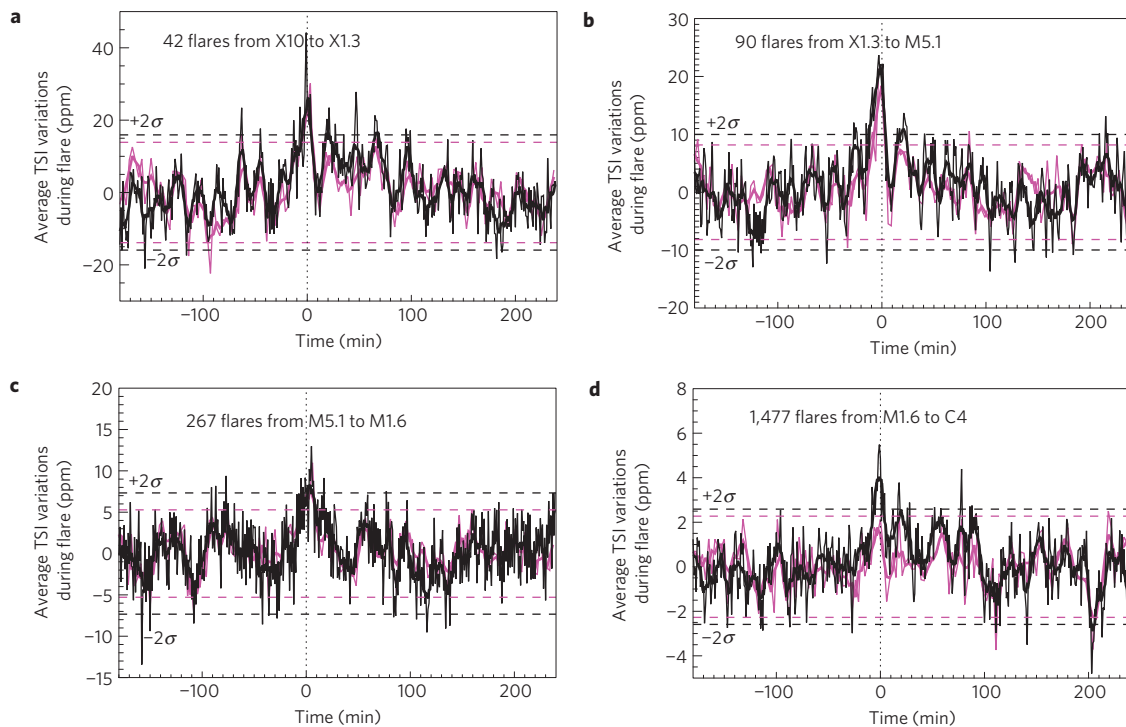 a
42 flares from X10 to X1.3
Average TSI variations
during flare (ppm)
40
20
0
−20
+2σ
−2σ
−100
0
100
200
Time (min)
b
90 flares from X1.3 to M5.1
Average TSI variations
during flare (ppm)
30
20
10
0
−10
−20
+2σ
−2σ
−100
0
100
200
Time (min)
c
267 flares from M5.1 to M1.6
Average TSI variations
during flare (ppm)
20
15
10
5
0
−5
−10
−15
+2σ
−2σ
−100
0
100
200
Time (min)
d
1,477 flares from M1.6 to C4
Average TSI variations
during flare (ppm)
8
6
4
2
0
−2
−4
+2σ
−2σ
−100
0
100
200
Time (min)